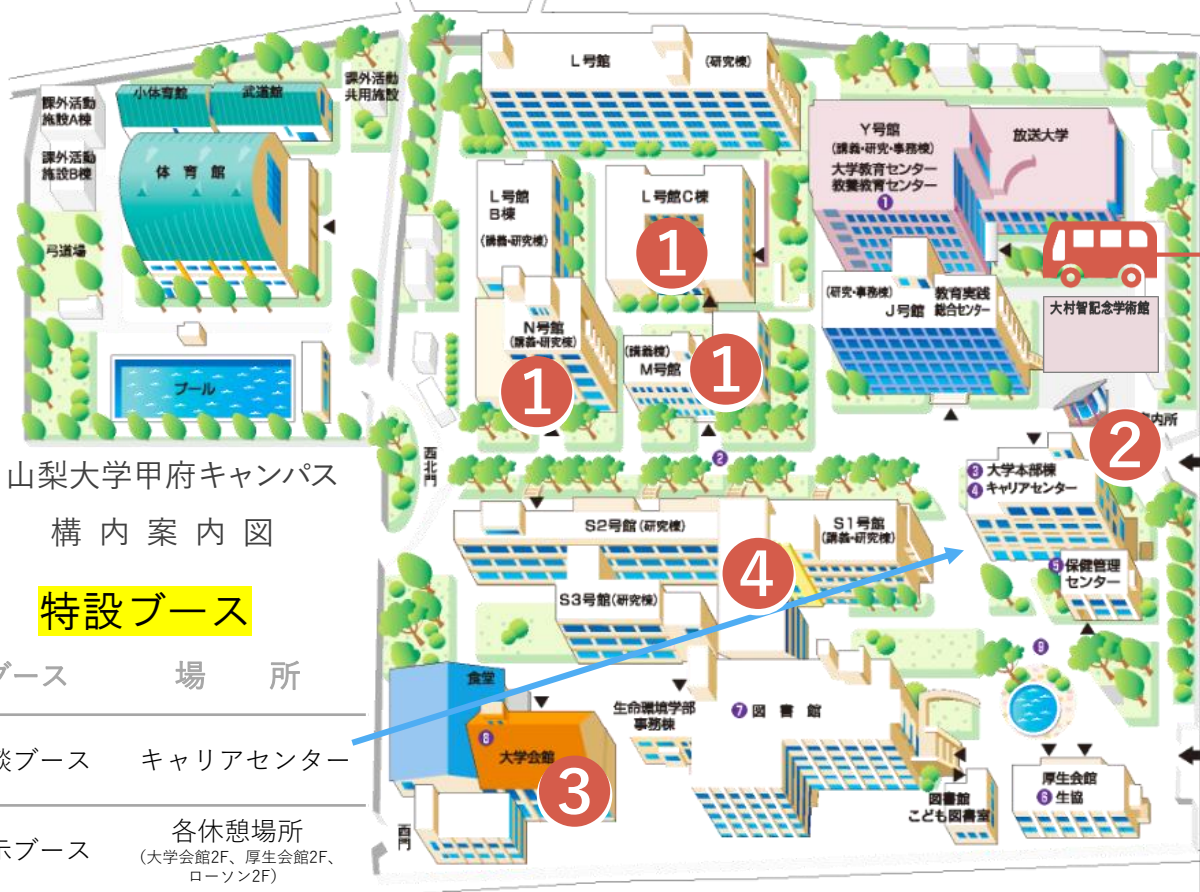 L号館
(研究棟)
課外活動
共用施設
小体育館
武道館
課外活動
施設A棟
課外活動
施設B棟
体育館
弓道場
プール
L号館
B棟
(講義・研究棟)
L号館C棟
1
Y号館
(講義・研究・事務棟)
大学教育センター
教養教育センター
1
放送大学
(研究・事務棟)
J号館
教育実践
総合センター
大村智記念学術館
N号館
(講義・研究棟)
1
(講義棟)
M号館
1
2
内所
2
3 大学本部棟
4 キャリアセンター
5 保健管理
センター
西北門
山梨大学甲府キャンパス
構内案内図
特設ブース
ブース 場所
談ブース キャリアセンター
示ブース 各休憩場所
(大学会館2F、厚生会館2F、
ローソン2F)
S2号館(研究棟)
S1号館
(講義・研究棟)
4
S3号館(研究棟)
食堂
8
大学会館
3
生命環境学部
事務棟
7 図書館
9
図書館
こども図書室
厚生会館
6 生協
西門